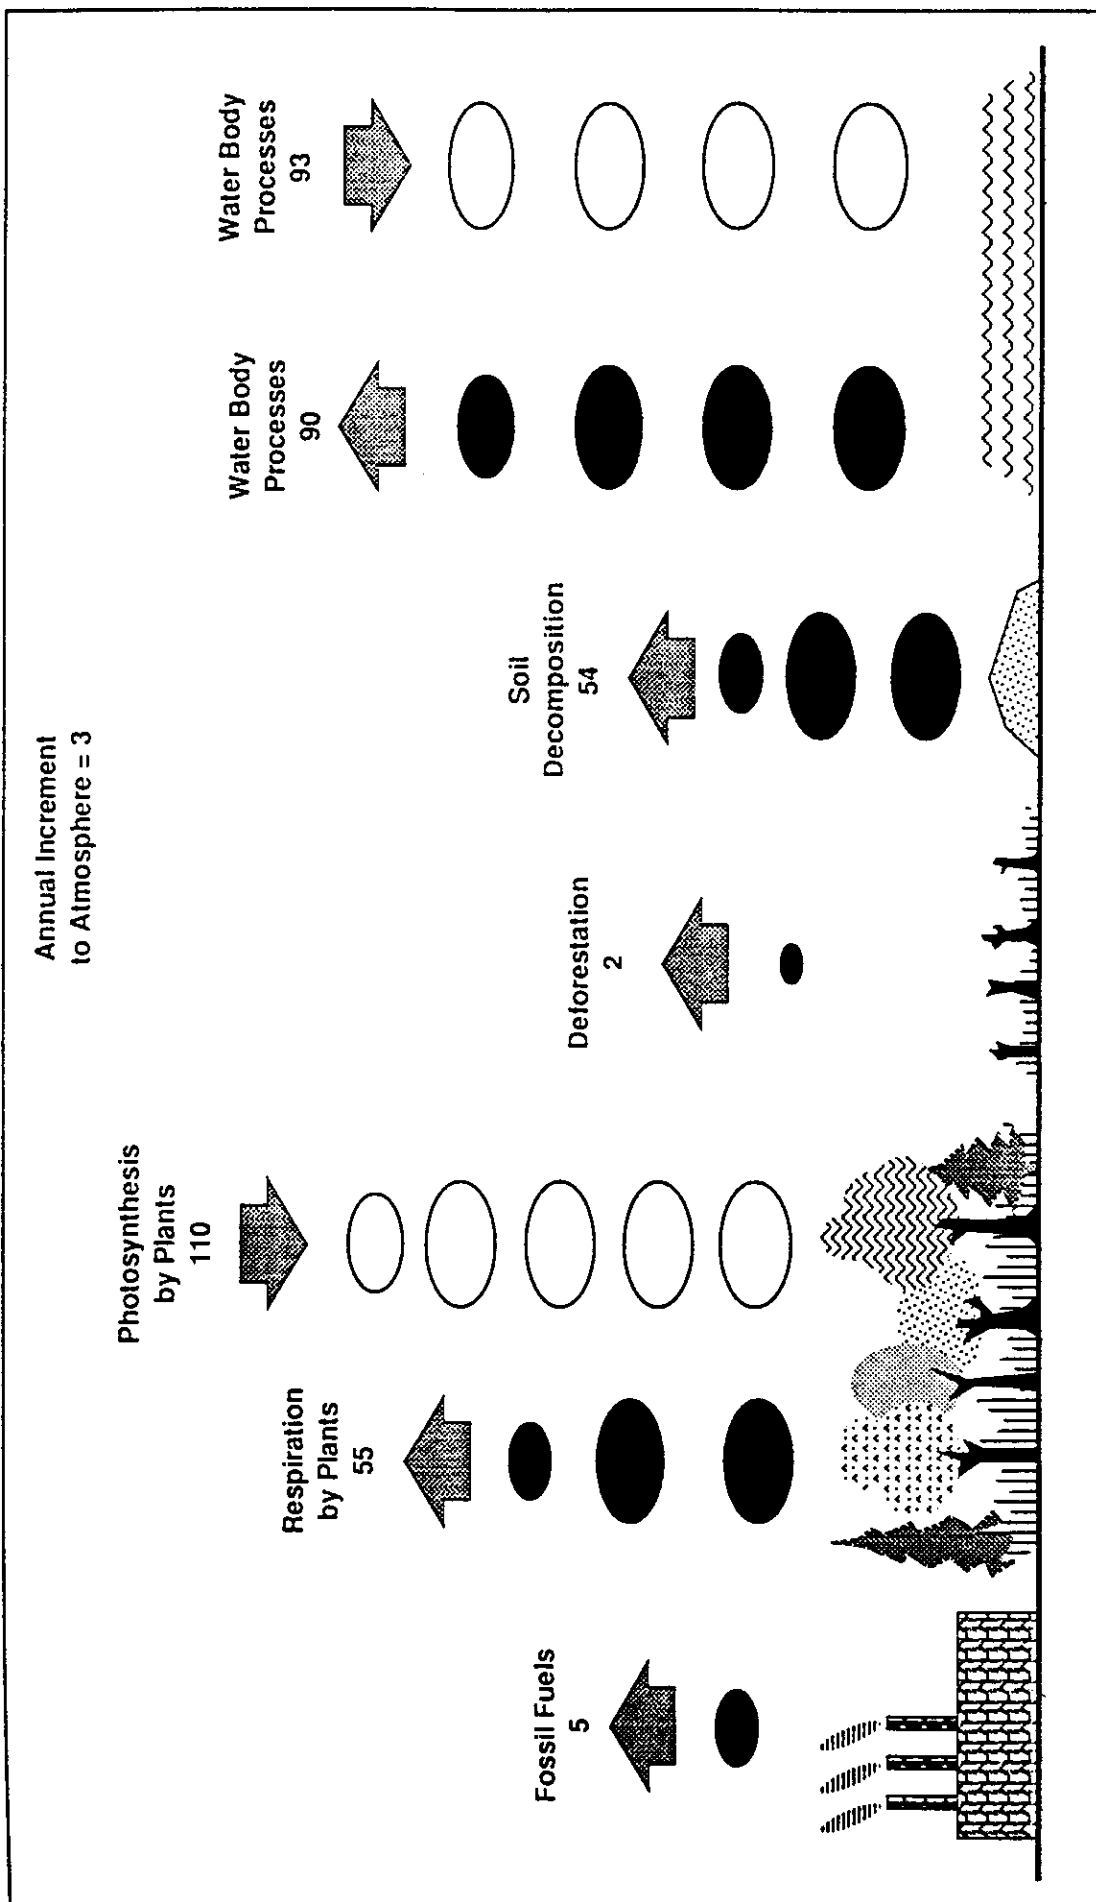 Annual Increment
to Atmosphere = 3
Fossil Fuels
5
Respiration
by Plants
55
Photosynthesis
by Plants
110
Deforestation
2
Soil
Decomposition
54
Water Body
Processes
90
Water Body
Processes
93